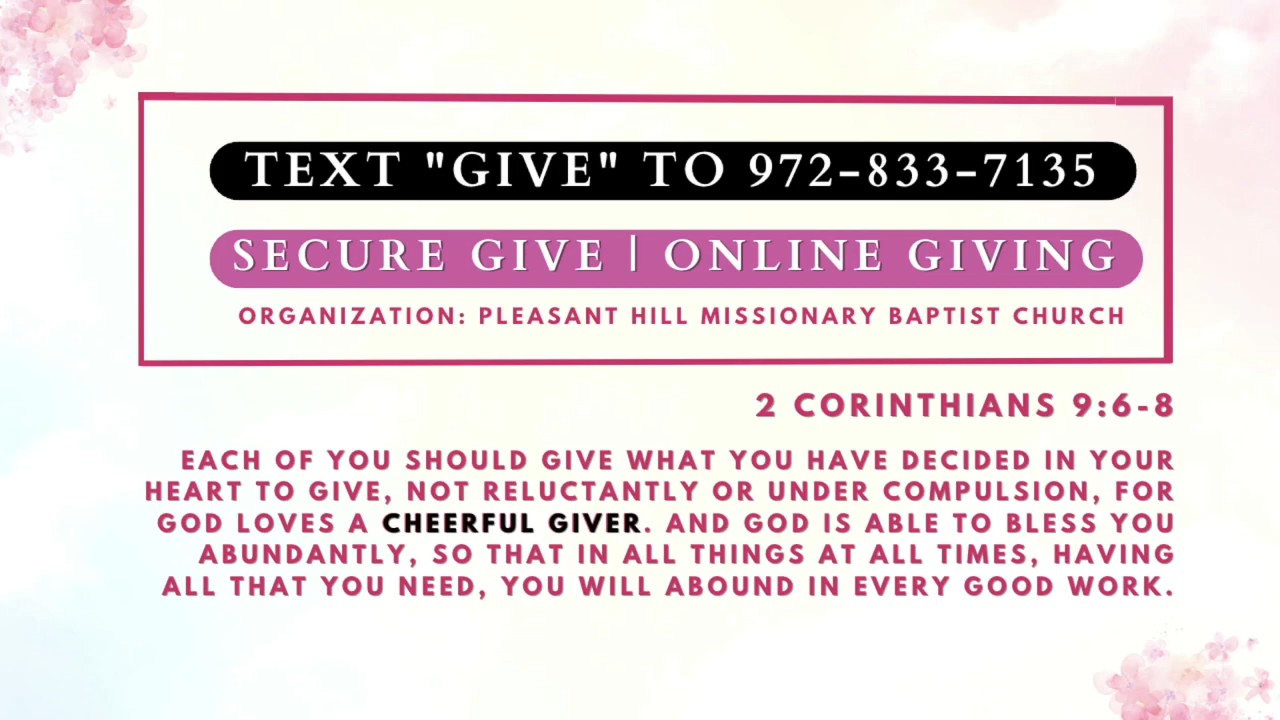 TEXT "GIVE" TO 972-833-7135
SECURE GIVE | ONLINE GIVING
ORGANIZATION: PLEASANT HILL MISSIONARY BAPTIST CHURCH
2 CORINTHIANS 9:6-8
EACH OF YOU SHOULD GIVE WHAT YOU HAVE DECIDED IN YOUR
HEART TO GIVE, NOT RELUCTANTLY OR UNDER COMPULSION, FOR
GOD LOVES A CHEERFUL GIVER. AND GOD IS ABLE TO BLESS YOU
ABUNDANTLY, SO THAT IN ALL THINGS AT ALL TIMES, HAVING
ALL THAT YOU NEED, YOU WILL ABOUND IN EVERY GOOD WORK.